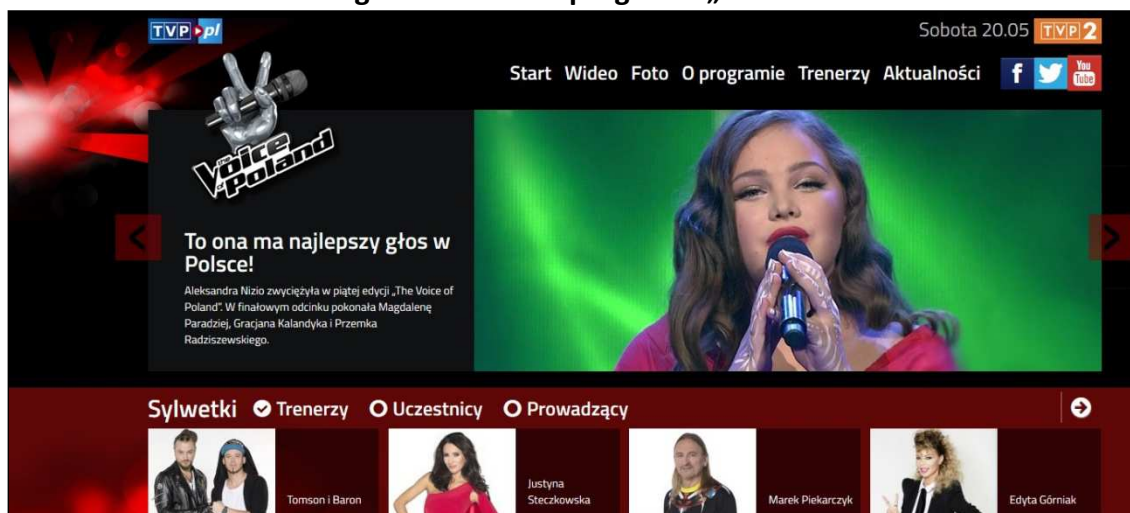 TVP pl
Sobota 20.05 TVP 2
Start Wideo Foto O programie Trenerzy Aktualności f You Tube
The Voice of Poland
To ona ma najlepszy głos w
Polsce!
Aleksandra Nizio zwyciężyła w piątej edycji „The Voice of
Poland”. W finałowym odcinku pokonała Magdalenę
Paradziej, Gracjana Kalandyka i Przemka
Radziszewskiego.
Sylwetki Trenerzy Uczestnicy Prowadzący
Tomson i Baron
Justyna
Steczkowska
Marek Piekarczyk
Edyta Górniak